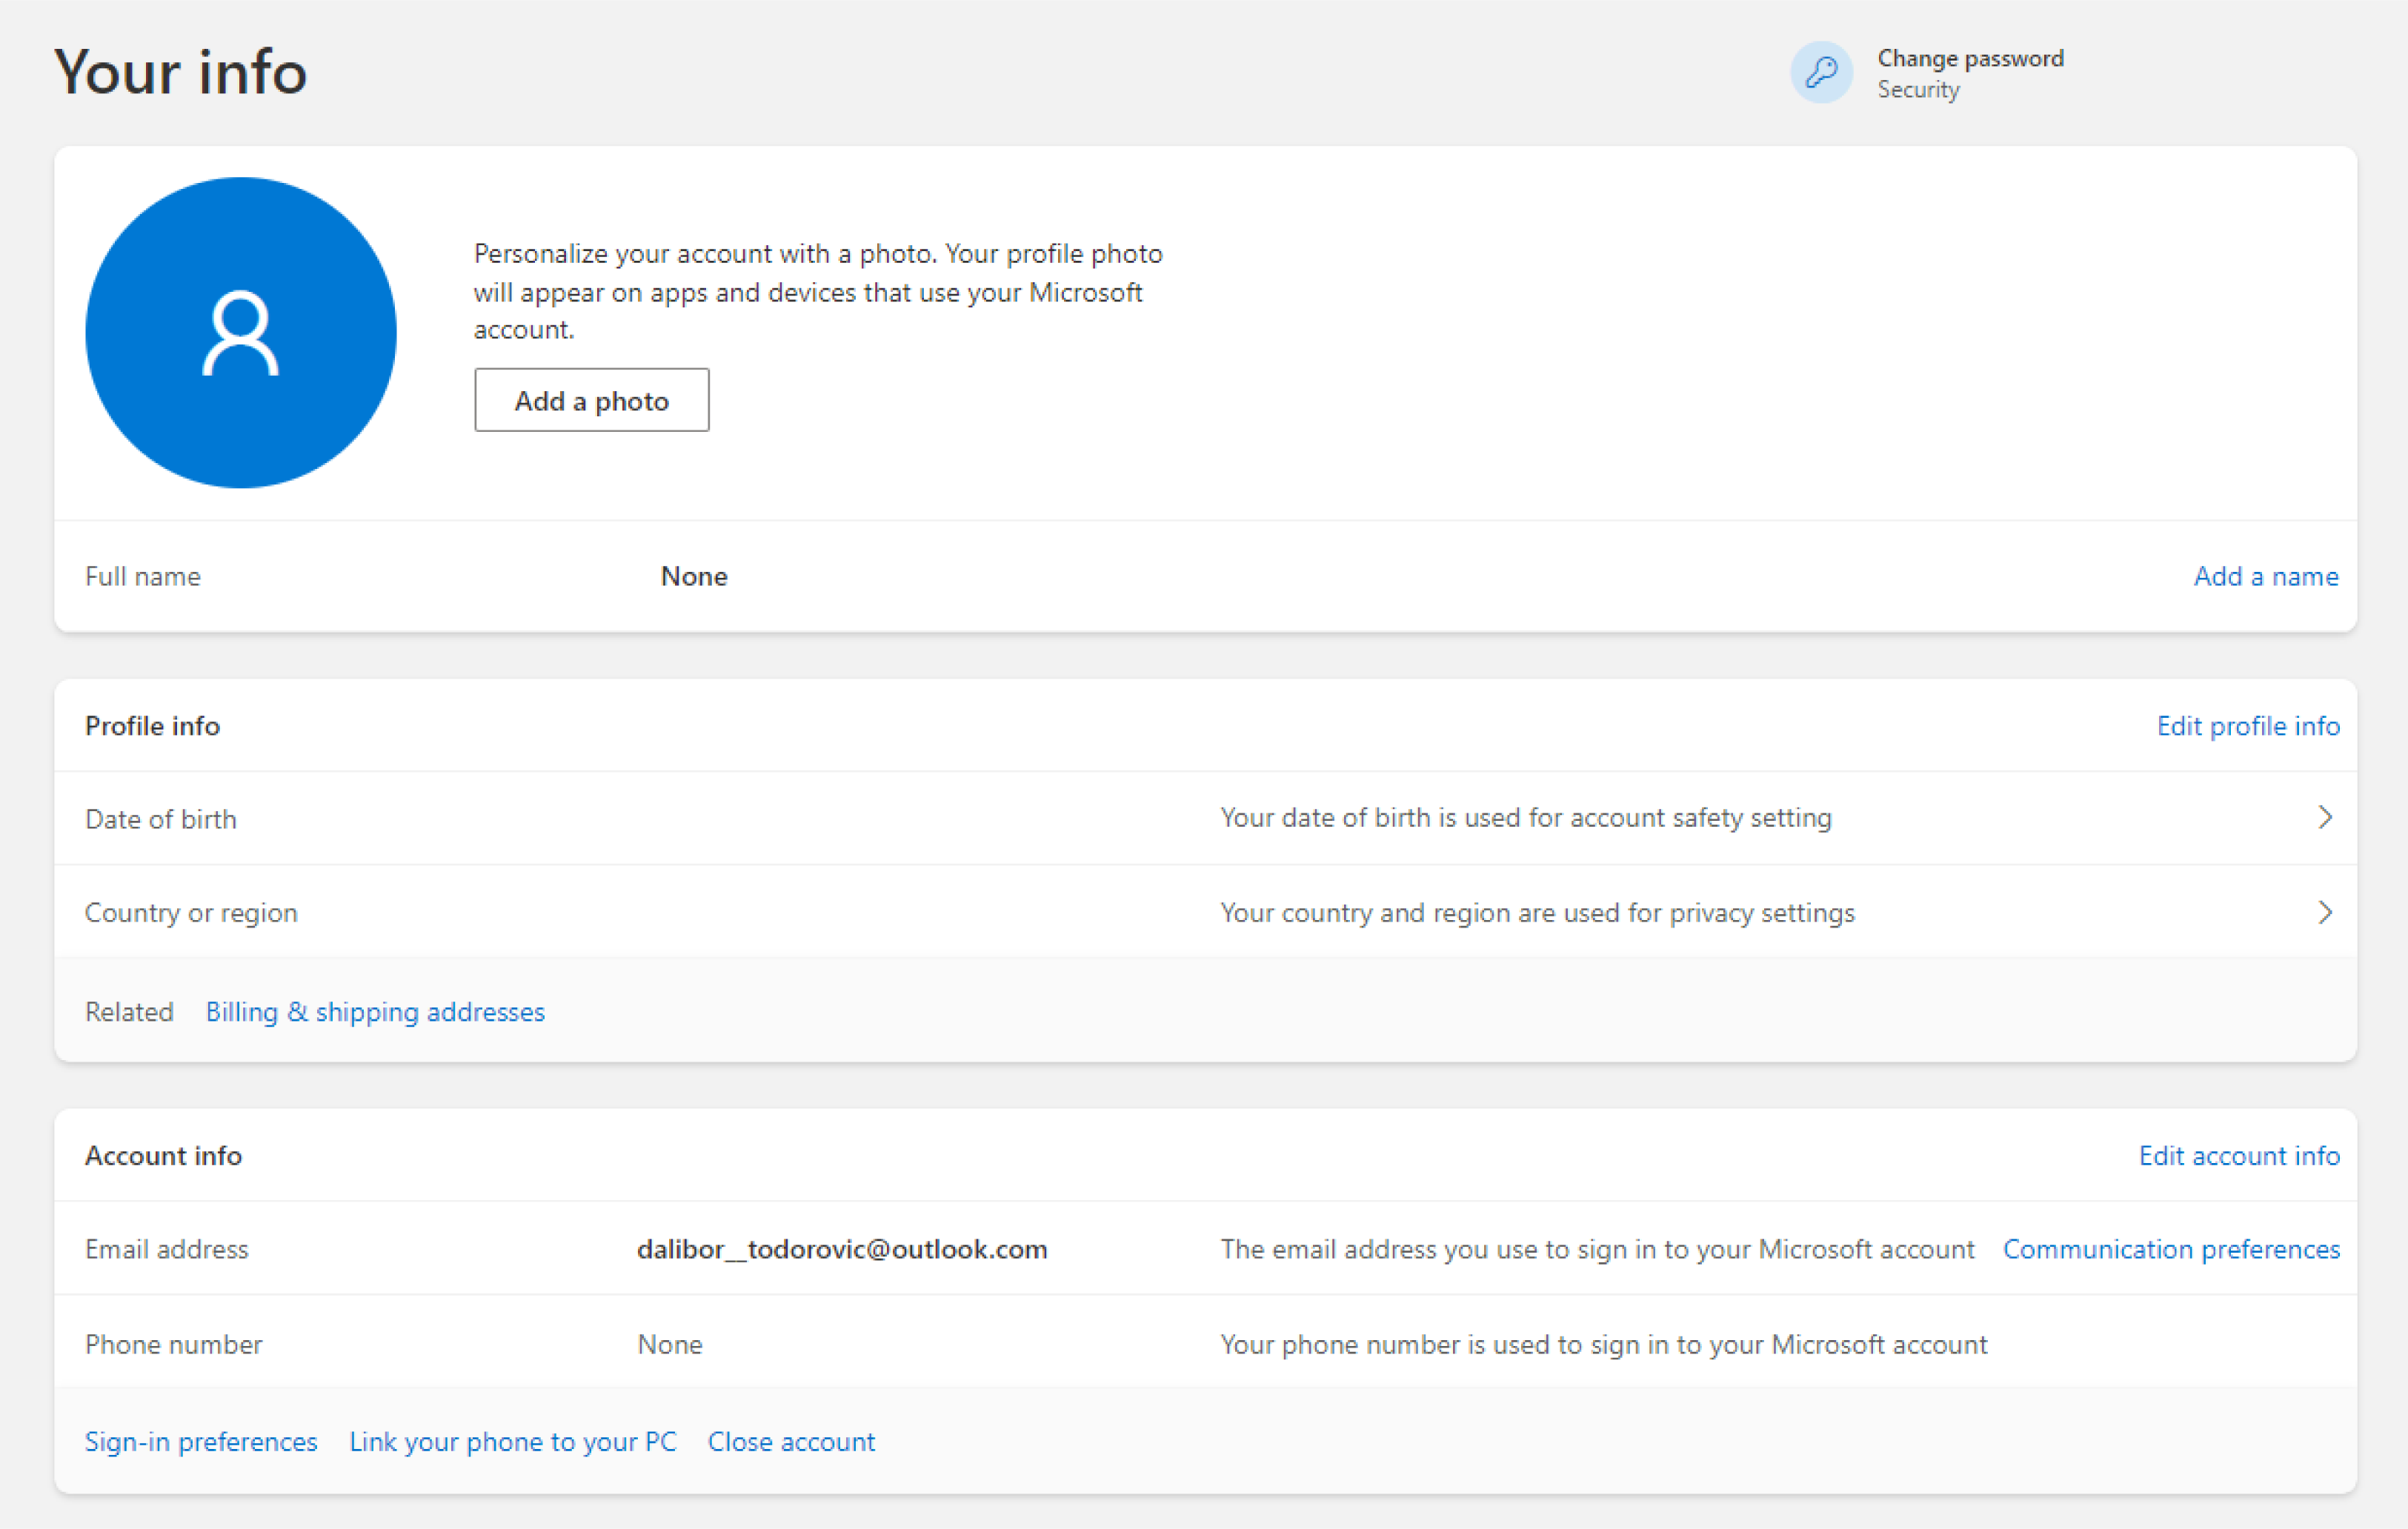 Your info
Change password
Security
Personalize your account with a photo. Your profile photo
will appear on apps and devices that use your Microsoft
account.
Add a photo
Full name None Add a name
Profile info Edit profile info
Date of birth Your date of birth is used for account safety setting
Country or region Your country and region are used for privacy settings
Related Billing & shipping addresses
Account info Edit account info
Email address dalibor__todorovic@outlook.com The email address you use to sign in to your Microsoft account Communication preferences
Phone number None Your phone number is used to sign in to your Microsoft account
Sign-in preferences Link your phone to your PC Close account